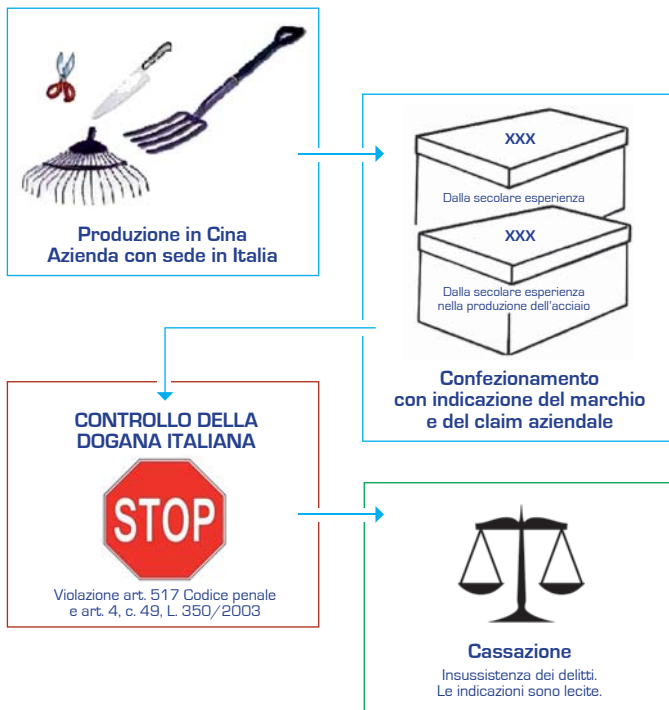 Produzione in Cina
Azienda con sede in Italia
XXX
Dalla secolare esperienza
XXX
Dalla secolare esperienza
nella produzione dell'acciaio
Confezionamento
con indicazione del marchio
e del claim aziendale
CONTROLLO DELLA
DOGANA ITALIANA
STOP
Violazione art. 517 Codice penale
e art. 4, c. 49, L. 350/2003
Cassazione
Insussistenza dei delitti.
Le indicazioni sono lecite.